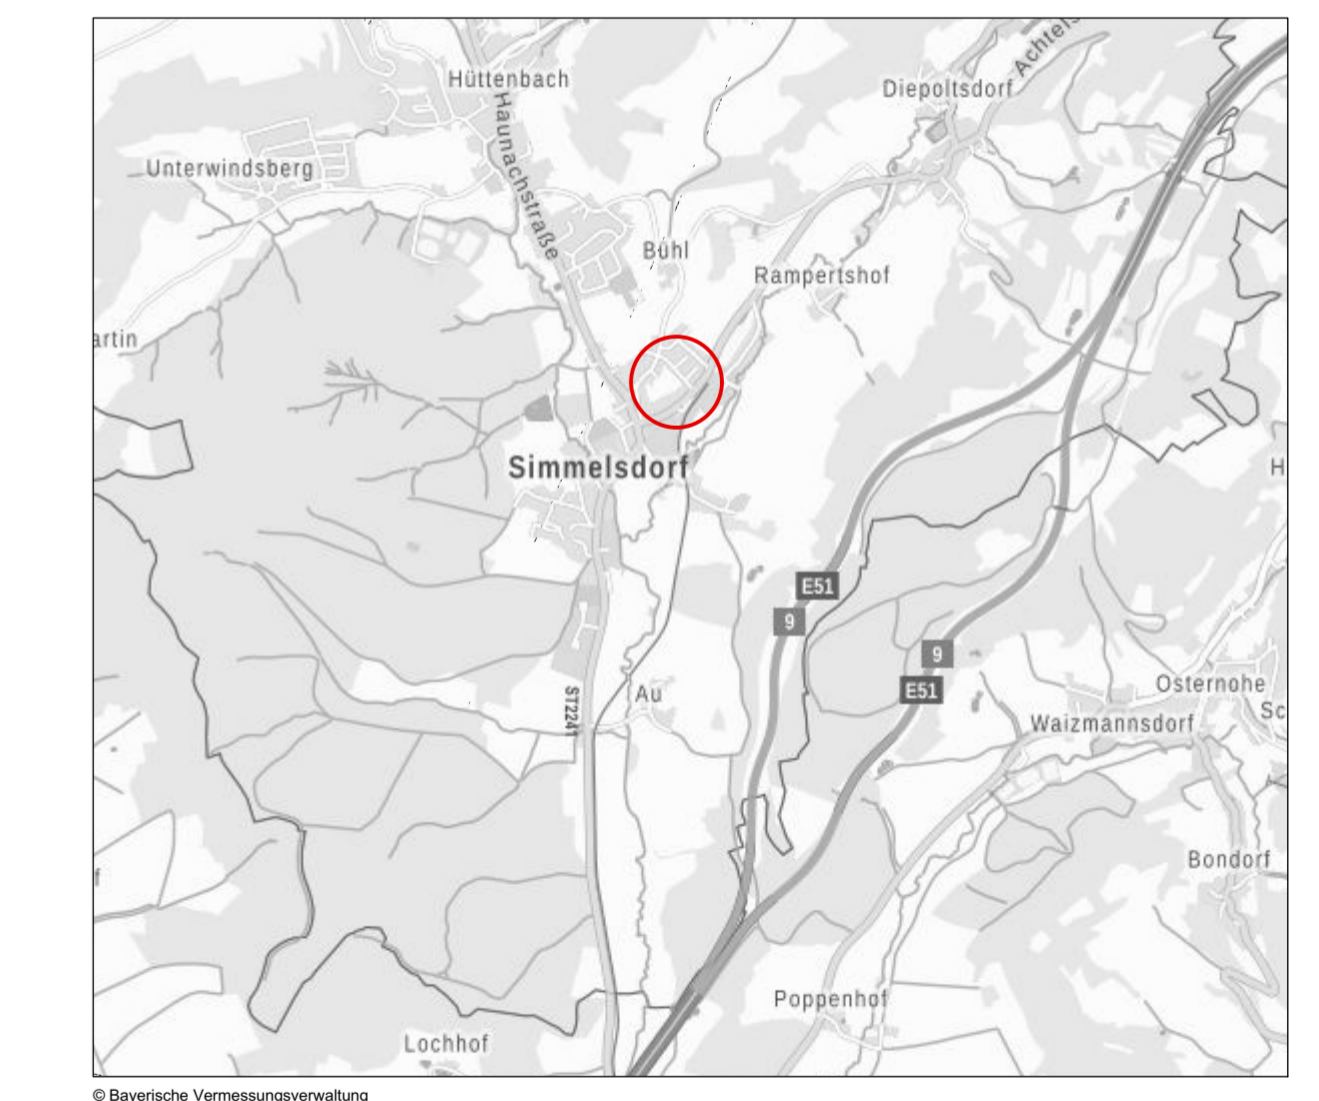 Hüttenbach
Haunachstraße
Diepoltsdorf
Unterwindsberg
Bühl
Rampertshof
artin
Simmelsdorf
H
E51
9
9
E51
Osternohe
ST2241
Au
Sc
Waizmannsdorf
Bondorf
f
Poppenhof
Lochhof
© Bayerische Vermessungsverwaltung